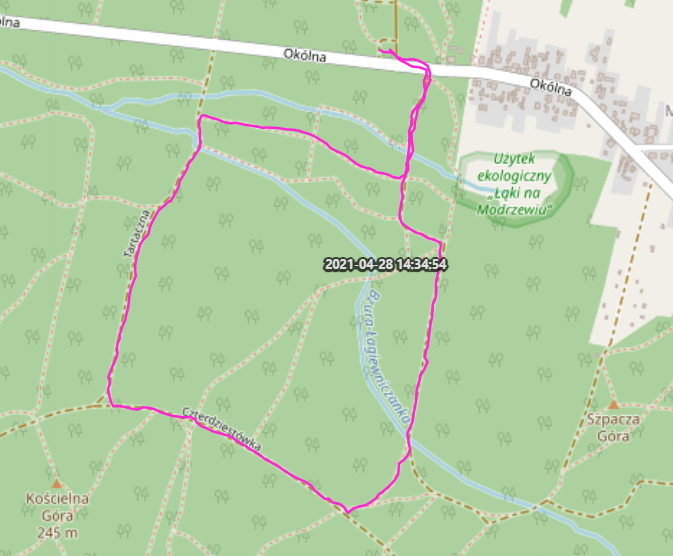 Okólna
Okólna
Użytek
ekologiczny
„Łąki na
Modrzewiu"
Tartaczna
2021-04-28 14:34:54
Bzura-Łagiewniczanka
Czterdziestówka
Szpacza
Góra
Kościelna
Góra
245 m